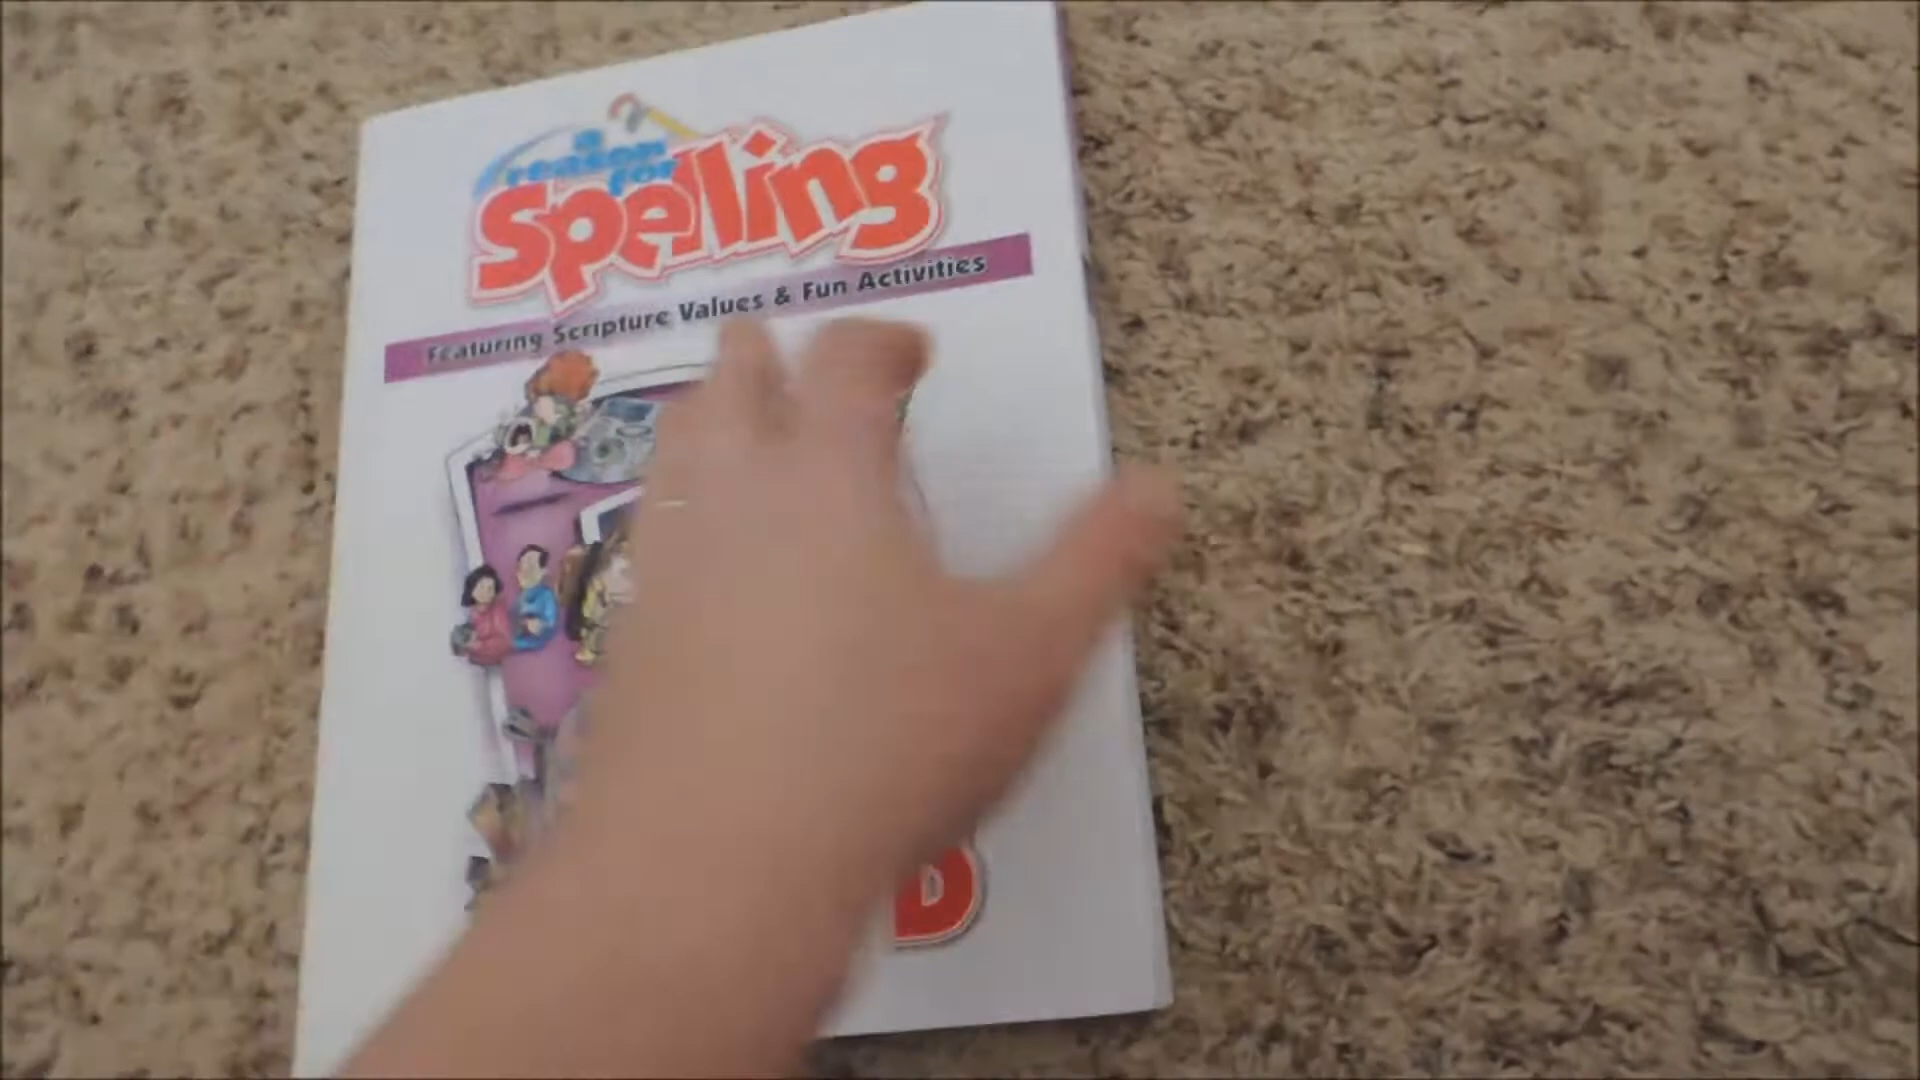 a
reason
for
Spelling
Featuring Scripture Values & Fun Activities
D